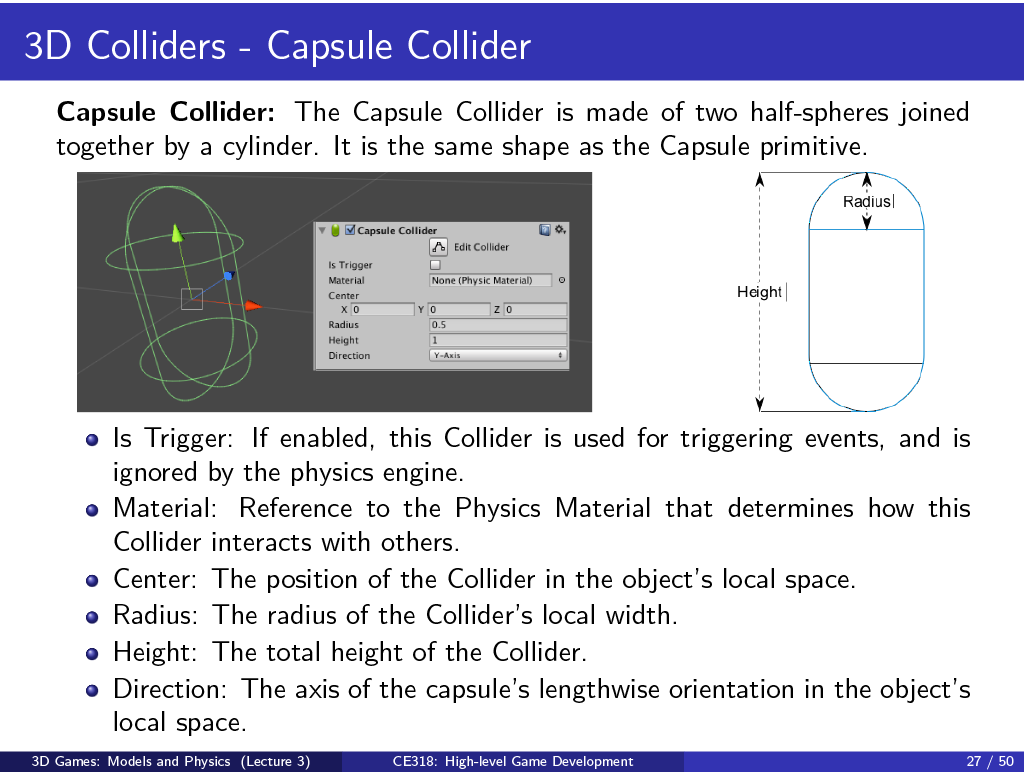 3D Colliders - Capsule Collider
Capsule Collider: The Capsule Collider is made of two half-spheres joined
together by a cylinder. It is the same shape as the Capsule primitive.
Capsule Collider
Edit Collider
Is Trigger
Material None (Physic Material)
Center
X 0 Y 0 Z 0
Radius 0.5
Height 1
Direction Y-Axis
Radius
Height
Is Trigger: If enabled, this Collider is used for triggering events, and is
ignored by the physics engine.
Material: Reference to the Physics Material that determines how this
Collider interacts with others.
Center: The position of the Collider in the object's local space.
Radius: The radius of the Collider's local width.
Height: The total height of the Collider.
Direction: The axis of the capsule's lengthwise orientation in the object's
local space.
3D Games: Models and Physics (Lecture 3) CE318: High-level Game Development 27 / 50